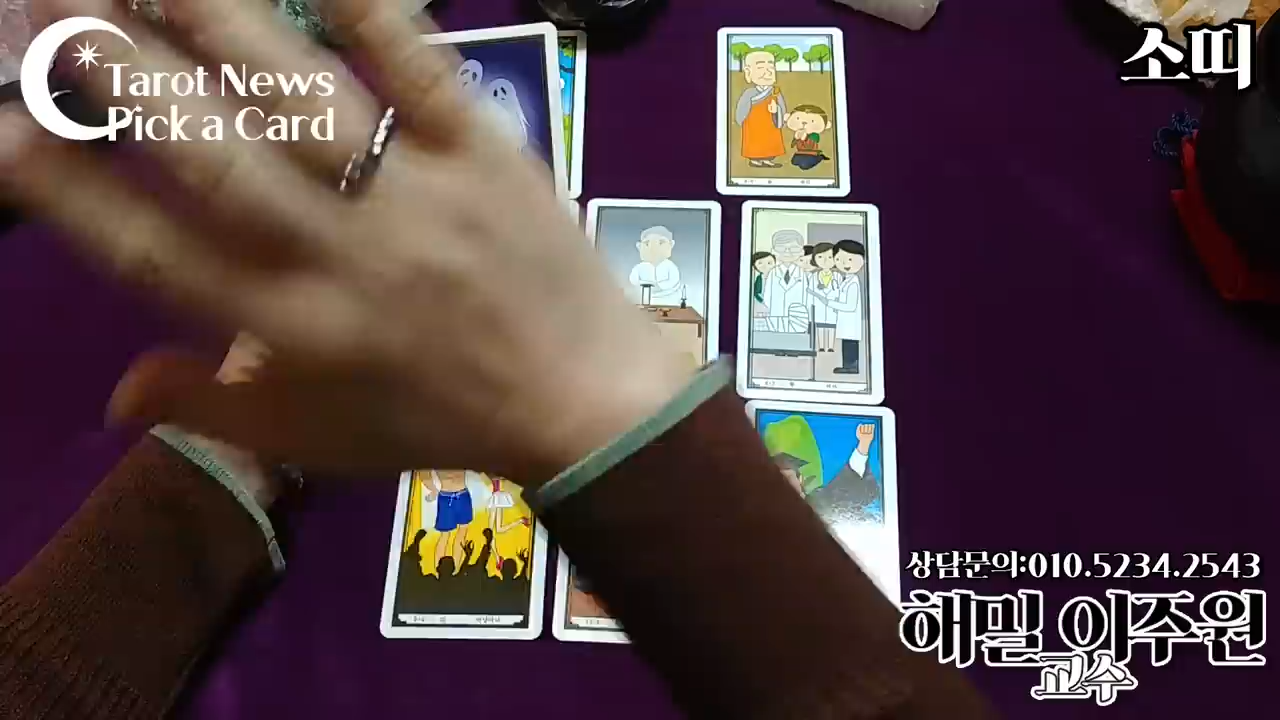 Tarot News
Pick a Card
소띠
상담문의:010.5234.2543
해밀 이주원
교수